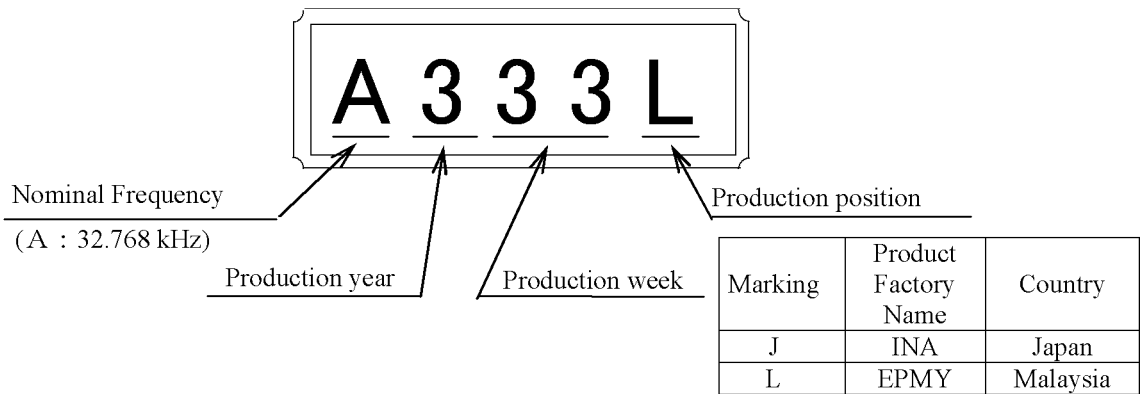 A 3 3 3 L
Nominal Frequency
(A : 32.768 kHz)
Production year
Production week
Production position
Marking Product Factory Name Country
J INA Japan
L EPMY Malaysia